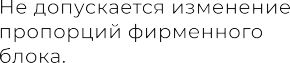 Не допускается изменение
пропорций фирменного
блока.